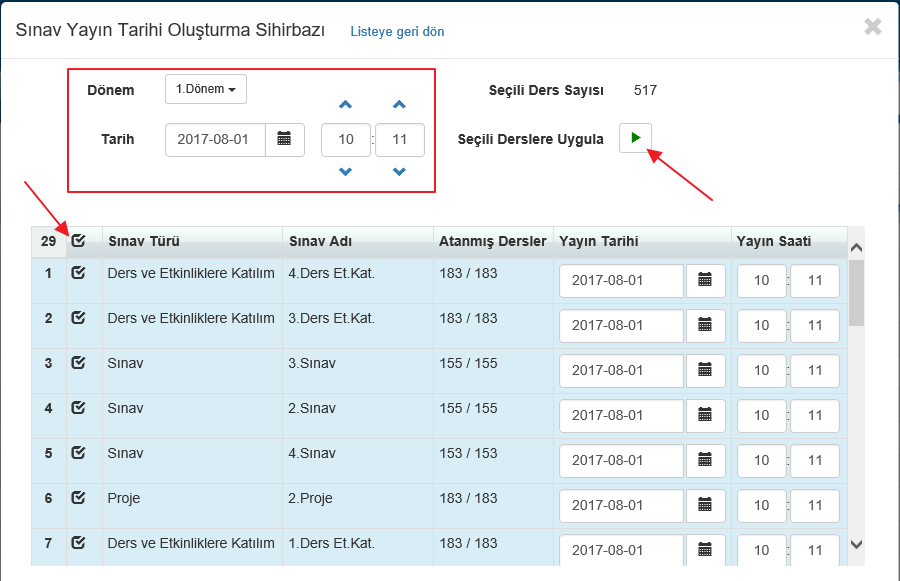 Sınav Yayın Tarihi Oluşturma Sihirbazı Listeye geri dön
Dönem 1.Dönem Seçili Ders Sayısı 517
Tarih 2017-08-01 10 : 11 Seçili Derslere Uygula
29 Sınav Türü Sınav Adı Atanmış Dersler Yayın Tarihi Yayın Saati
1 Ders ve Etkinliklere Katılım 4.Ders Et.Kat. 183 / 183 2017-08-01 10 : 11
2 Ders ve Etkinliklere Katılım 3.Ders Et.Kat. 183 / 183 2017-08-01 10 : 11
3 Sınav 3.Sınav 155 / 155 2017-08-01 10 : 11
4 Sınav 2.Sınav 155 / 155 2017-08-01 10 : 11
5 Sınav 4.Sınav 153 / 153 2017-08-01 10 : 11
6 Proje 2.Proje 183 / 183 2017-08-01 10 : 11
7 Ders ve Etkinliklere Katılım 1.Ders Et.Kat. 183 / 183 2017-08-01 10 : 11